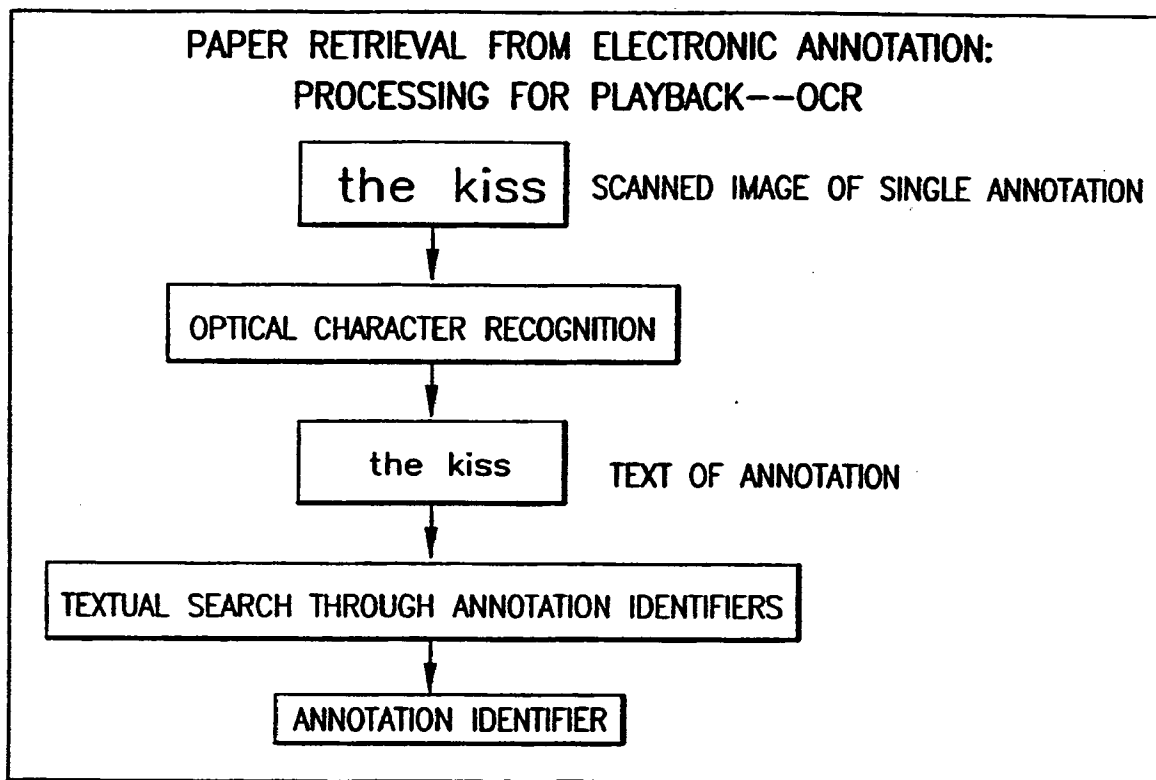 PAPER RETRIEVAL FROM ELECTRONIC ANNOTATION:
PROCESSING FOR PLAYBACK--OCR
the kiss
SCANNED IMAGE OF SINGLE ANNOTATION
OPTICAL CHARACTER RECOGNITION
the kiss
TEXT OF ANNOTATION
TEXTUAL SEARCH THROUGH ANNOTATION IDENTIFIERS
ANNOTATION IDENTIFIER